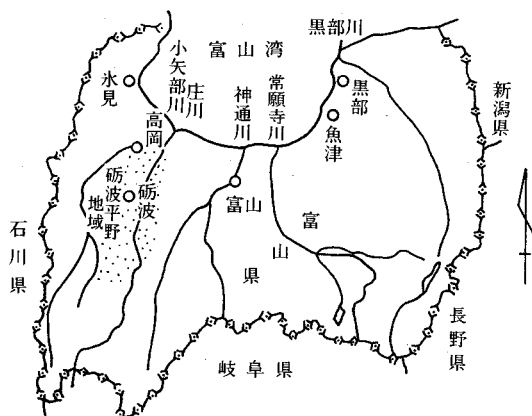 黒部川
富山湾
小矢部川
庄川
神通川
常願寺川
氷見
高岡
黒部
魚津
新潟県
砺波
砺波平野
地域
富山
富
山
県
石川県
長野県
岐阜県